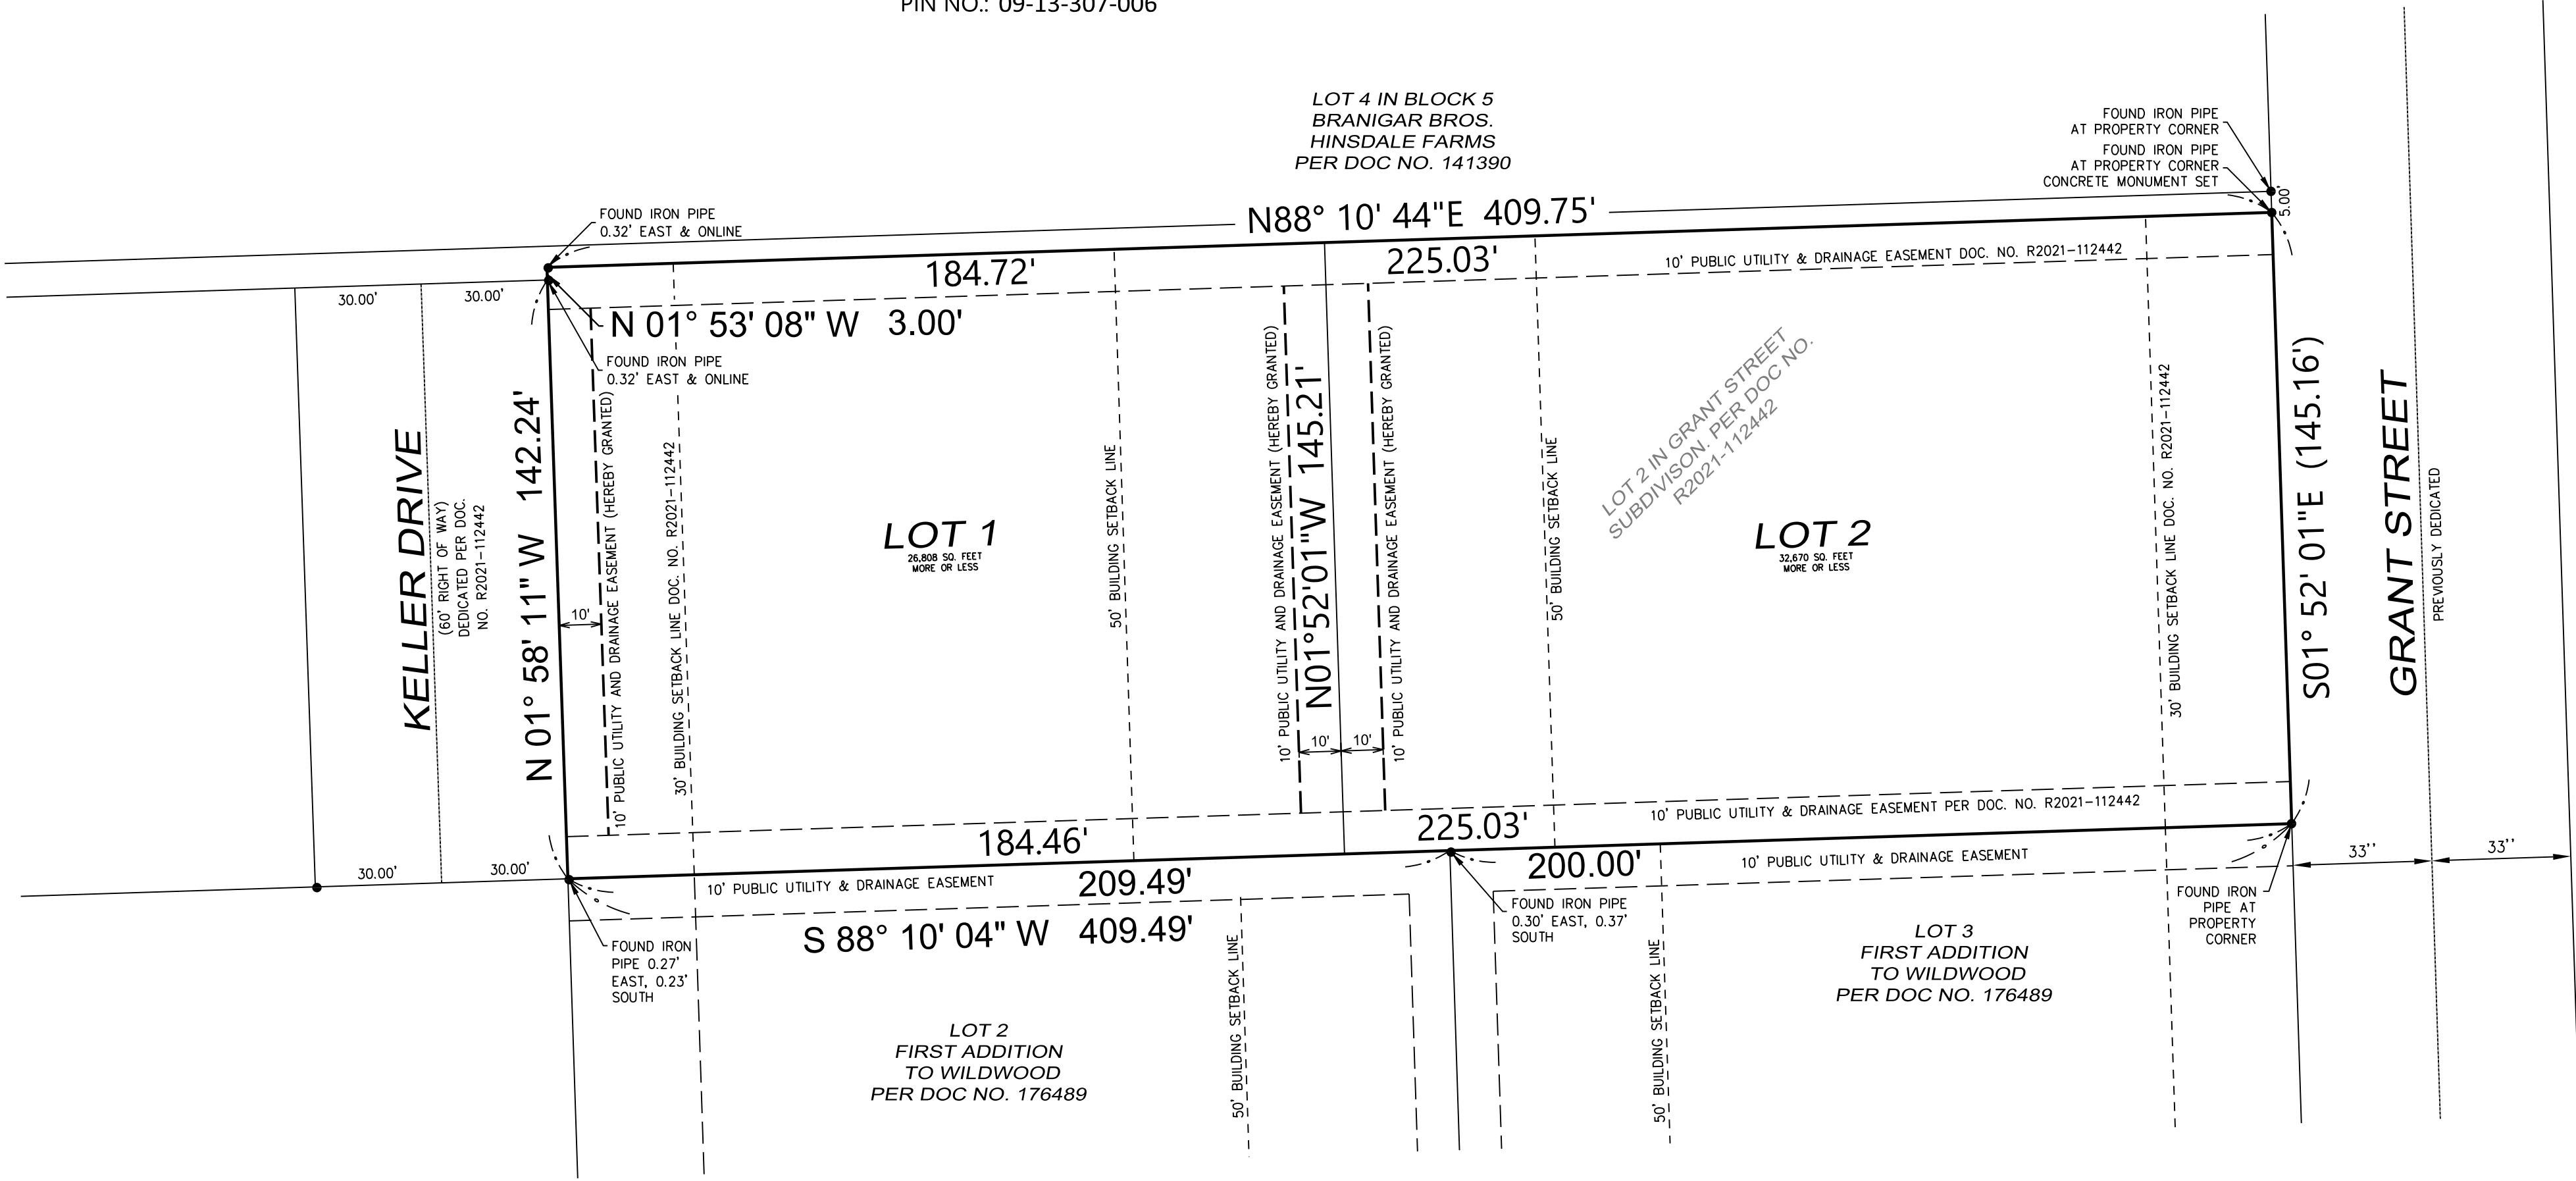 PIN NO.: 09-13-307-006
LOT 4 IN BLOCK 5
BRANIGAR BROS.
HINSDALE FARMS
PER DOC NO. 141390
FOUND IRON PIPE
AT PROPERTY CORNER
FOUND IRON PIPE
AT PROPERTY CORNER
CONCRETE MONUMENT SET
5.00'
FOUND IRON PIPE
0.32' EAST & ONLINE
N88° 10' 44"E 409.75'
184.72'
225.03'
10' PUBLIC UTILITY & DRAINAGE EASEMENT DOC. NO. R2021-112442
30.00'
30.00'
N 01° 53' 08" W 3.00'
FOUND IRON PIPE
0.32' EAST & ONLINE
KELLER DRIVE
(60' RIGHT OF WAY)
DEDICATED PER DOC.
NO. R2021-112442
N 01° 58' 11" W 142.24'
10'
10' PUBLIC UTILITY AND DRAINAGE EASEMENT (HEREBY GRANTED)
30' BUILDING SETBACK LINE DOC. NO. R2021-112442
LOT 1
26,808 SQ. FEET
MORE OR LESS
50' BUILDING SETBACK LINE
10' PUBLIC UTILITY AND DRAINAGE EASEMENT (HEREBY GRANTED)
N01°52'01"W 145.21'
10'
10'
10' PUBLIC UTILITY AND DRAINAGE EASEMENT (HEREBY GRANTED)
50' BUILDING SETBACK LINE
LOT 2 IN GRANT STREET
SUBDIVISON. PER DOC NO.
R2021-112442
LOT 2
32,670 SQ. FEET
MORE OR LESS
30' BUILDING SETBACK LINE DOC. NO. R2021-112442
S01° 52' 01"E (145.16')
GRANT STREET
PREVIOUSLY DEDICATED
184.46'
225.03'
10' PUBLIC UTILITY & DRAINAGE EASEMENT PER DOC. NO. R2021-112442
30.00'
30.00'
10' PUBLIC UTILITY & DRAINAGE EASEMENT
209.49'
200.00'
10' PUBLIC UTILITY & DRAINAGE EASEMENT
33''
33''
S 88° 10' 04" W 409.49'
FOUND IRON
PIPE 0.27'
EAST, 0.23'
SOUTH
FOUND IRON PIPE
0.30' EAST, 0.37'
SOUTH
FOUND IRON
PIPE AT
PROPERTY
CORNER
50' BUILDING SETBACK LINE
50' BUILDING SETBACK LINE
LOT 3
FIRST ADDITION
TO WILDWOOD
PER DOC NO. 176489
LOT 2
FIRST ADDITION
TO WILDWOOD
PER DOC NO. 176489